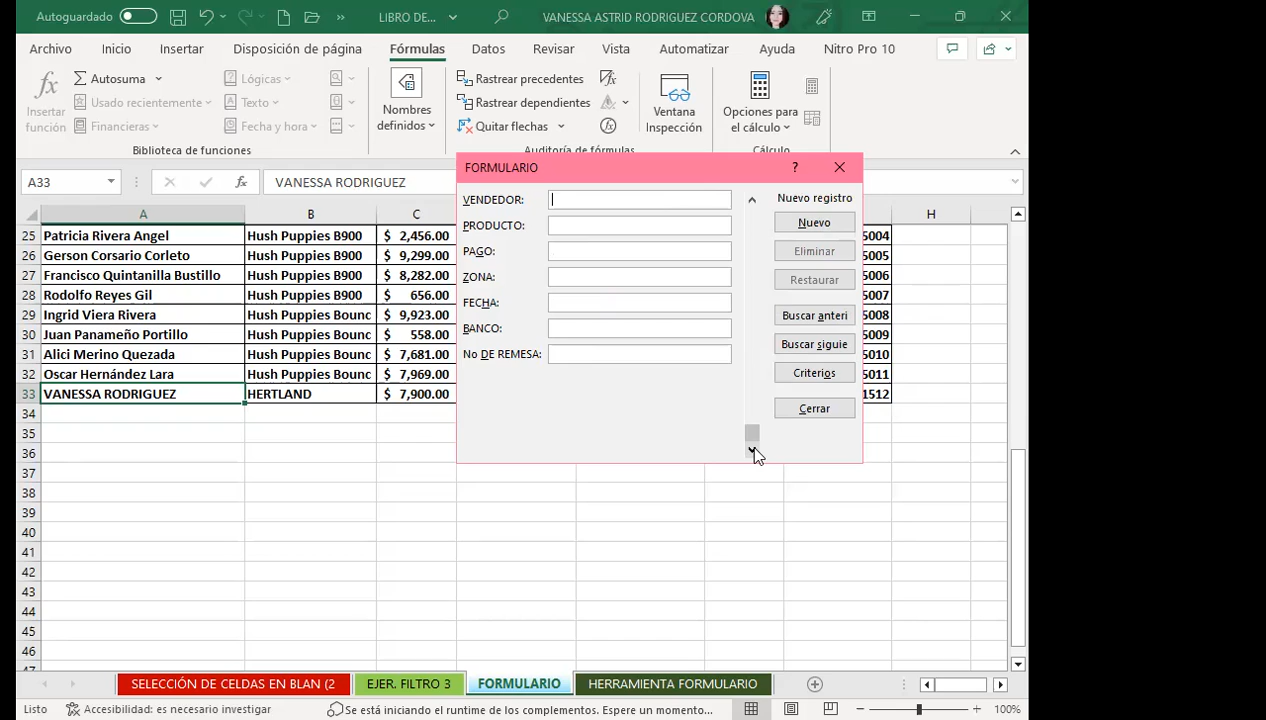 Autoguardado
LIBRO DE...
VANESSA ASTRID RODRIGUEZ CORDOVA
Archivo Inicio Insertar Disposición de página Fórmulas Datos Revisar Vista Automatizar Ayuda Nitro Pro 10
Insertar función
Autosuma
Usado recientemente
Financieras
Lógicas
Texto
Fecha y hora
Biblioteca de funciones
Nombres definidos
Rastrear precedentes
Rastrear dependientes
Quitar flechas
Auditoría de fórmulas
Ventana Inspección
Opciones para el cálculo
Cálculo
A33
VANESSA RODRIGUEZ
A B C H
25 Patricia Rivera Angel Hush Puppies B900 $ 2,456.00 5004
26 Gerson Corsario Corleto Hush Puppies B900 $ 9,299.00 5005
27 Francisco Quintanilla Bustillo Hush Puppies B900 $ 8,282.00 5006
28 Rodolfo Reyes Gil Hush Puppies B900 $ 656.00 5007
29 Ingrid Viera Rivera Hush Puppies Bounc $ 9,923.00 5008
30 Juan Panameño Portillo Hush Puppies Bounc $ 558.00 5009
31 Alici Merino Quezada Hush Puppies Bounc $ 7,681.00 5010
32 Oscar Hernández Lara Hush Puppies Bounc $ 7,969.00 5011
33 VANESSA RODRIGUEZ HERTLAND $ 7,900.00 1512
34
35
36
37
38
39
40
41
42
43
44
45
46
47
FORMULARIO ?
VENDEDOR:
PRODUCTO:
PAGO:
ZONA:
FECHA:
BANCO:
No DE REMESA:
Nuevo registro
Nuevo
Eliminar
Restaurar
Buscar anteri
Buscar siguie
Criterios
Cerrar
SELECCIÓN DE CELDAS EN BLAN (2
EJER. FILTRO 3
FORMULARIO
HERRAMIENTA FORMULARIO
Listo
Accesibilidad: es necesario investigar
Se está iniciando el runtime de los complementos. Espere un momento...
100%